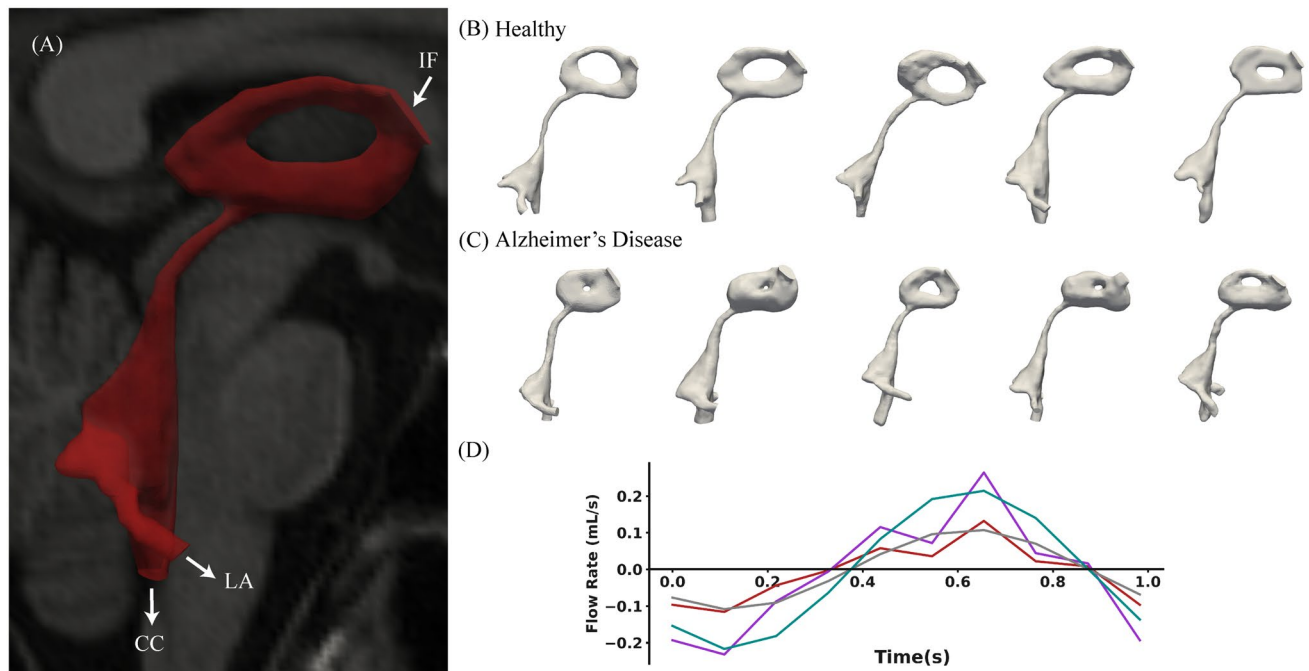 (A)
IF
LA
CC
(B) Healthy
(C) Alzheimer’s Disease
(D)
Flow Rate (mL/s)
0.2
0.1
0.0
−0.1
−0.2
0.0 0.2 0.4 0.6 0.8 1.0
Time(s)